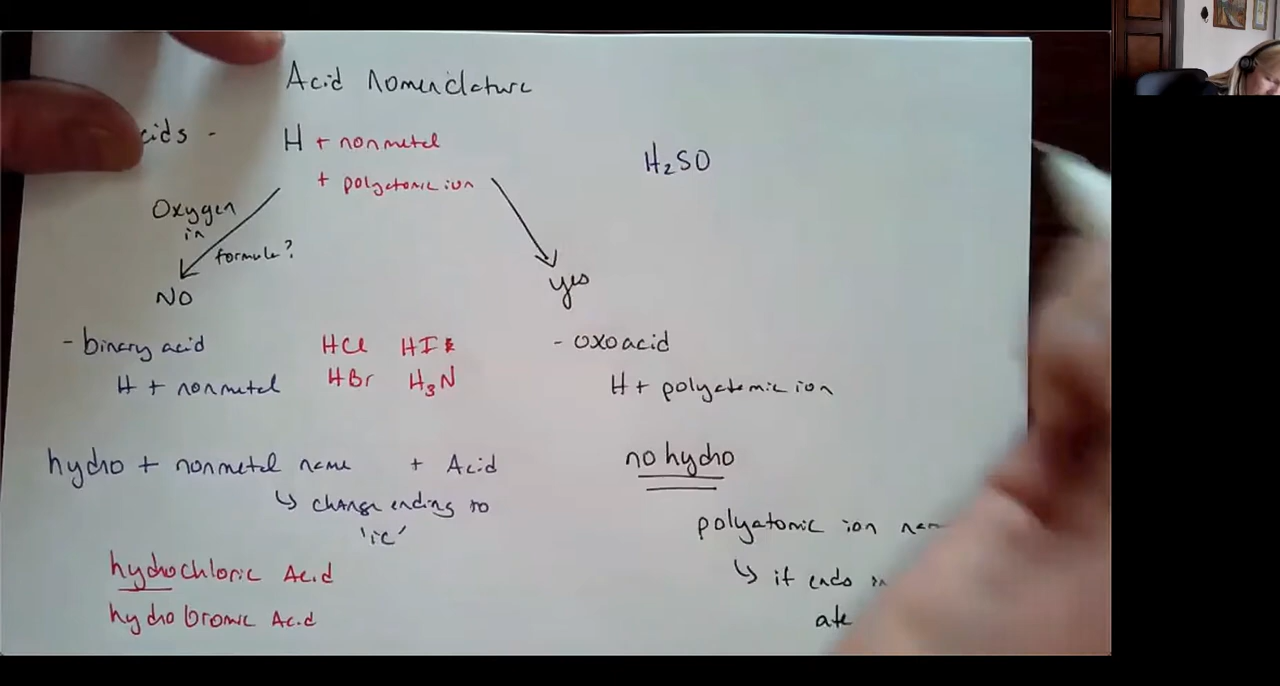 Acid nomenclature
cids - H + nonmetal
+ polyatomic ion
H₂SO
Oxygen
in
formula?
NO
yes
- binary acid
H + nonmetal
HCl HI
HBr H₃N
- oxoacid
H + polyatomic ion
hydro + nonmetal name + Acid
↳ change ending to
'ic'
hydrochloric Acid
hydrobromic Acid
no hydro
polyatomic ion nam
↳ if ends in
ate